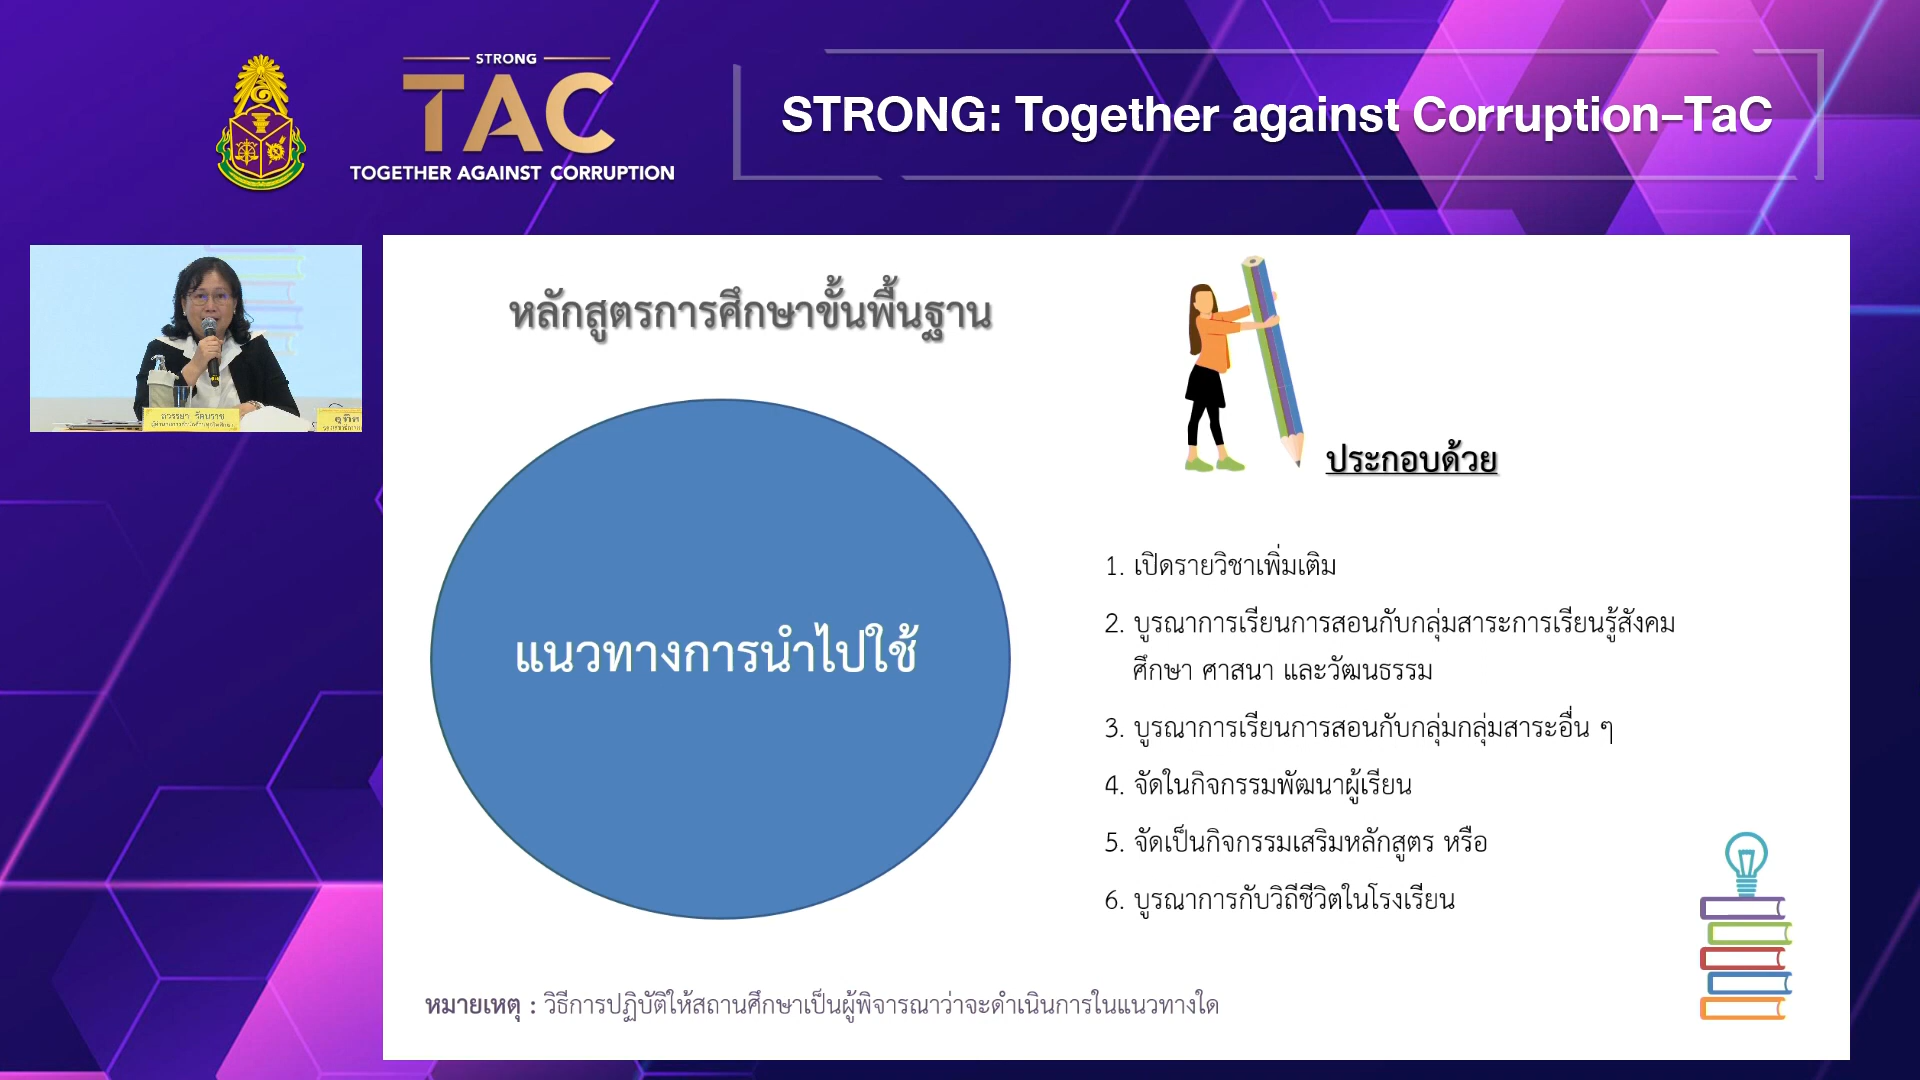 STRONG
TAC
TOGETHER AGAINST CORRUPTION
STRONG: Together against Corruption-TaC
หลักสูตรการศึกษาขั้นพื้นฐาน
แนวทางการนำไปใช้
ประกอบด้วย
1. เปิดรายวิชาเพิ่มเติม
2. บูรณาการเรียนการสอนกับกลุ่มสาระการเรียนรู้สังคม
ศึกษา ศาสนา และวัฒนธรรม
3. บูรณาการเรียนการสอนกับกลุ่มกลุ่มสาระอื่น ๆ
4. จัดในกิจกรรมพัฒนาผู้เรียน
5. จัดเป็นกิจกรรมเสริมหลักสูตร หรือ
6. บูรณาการกับวิถีชีวิตในโรงเรียน
หมายเหตุ : วิธีการปฏิบัติให้สถานศึกษาเป็นผู้พิจารณาว่าจะดำเนินการในแนวทางใด